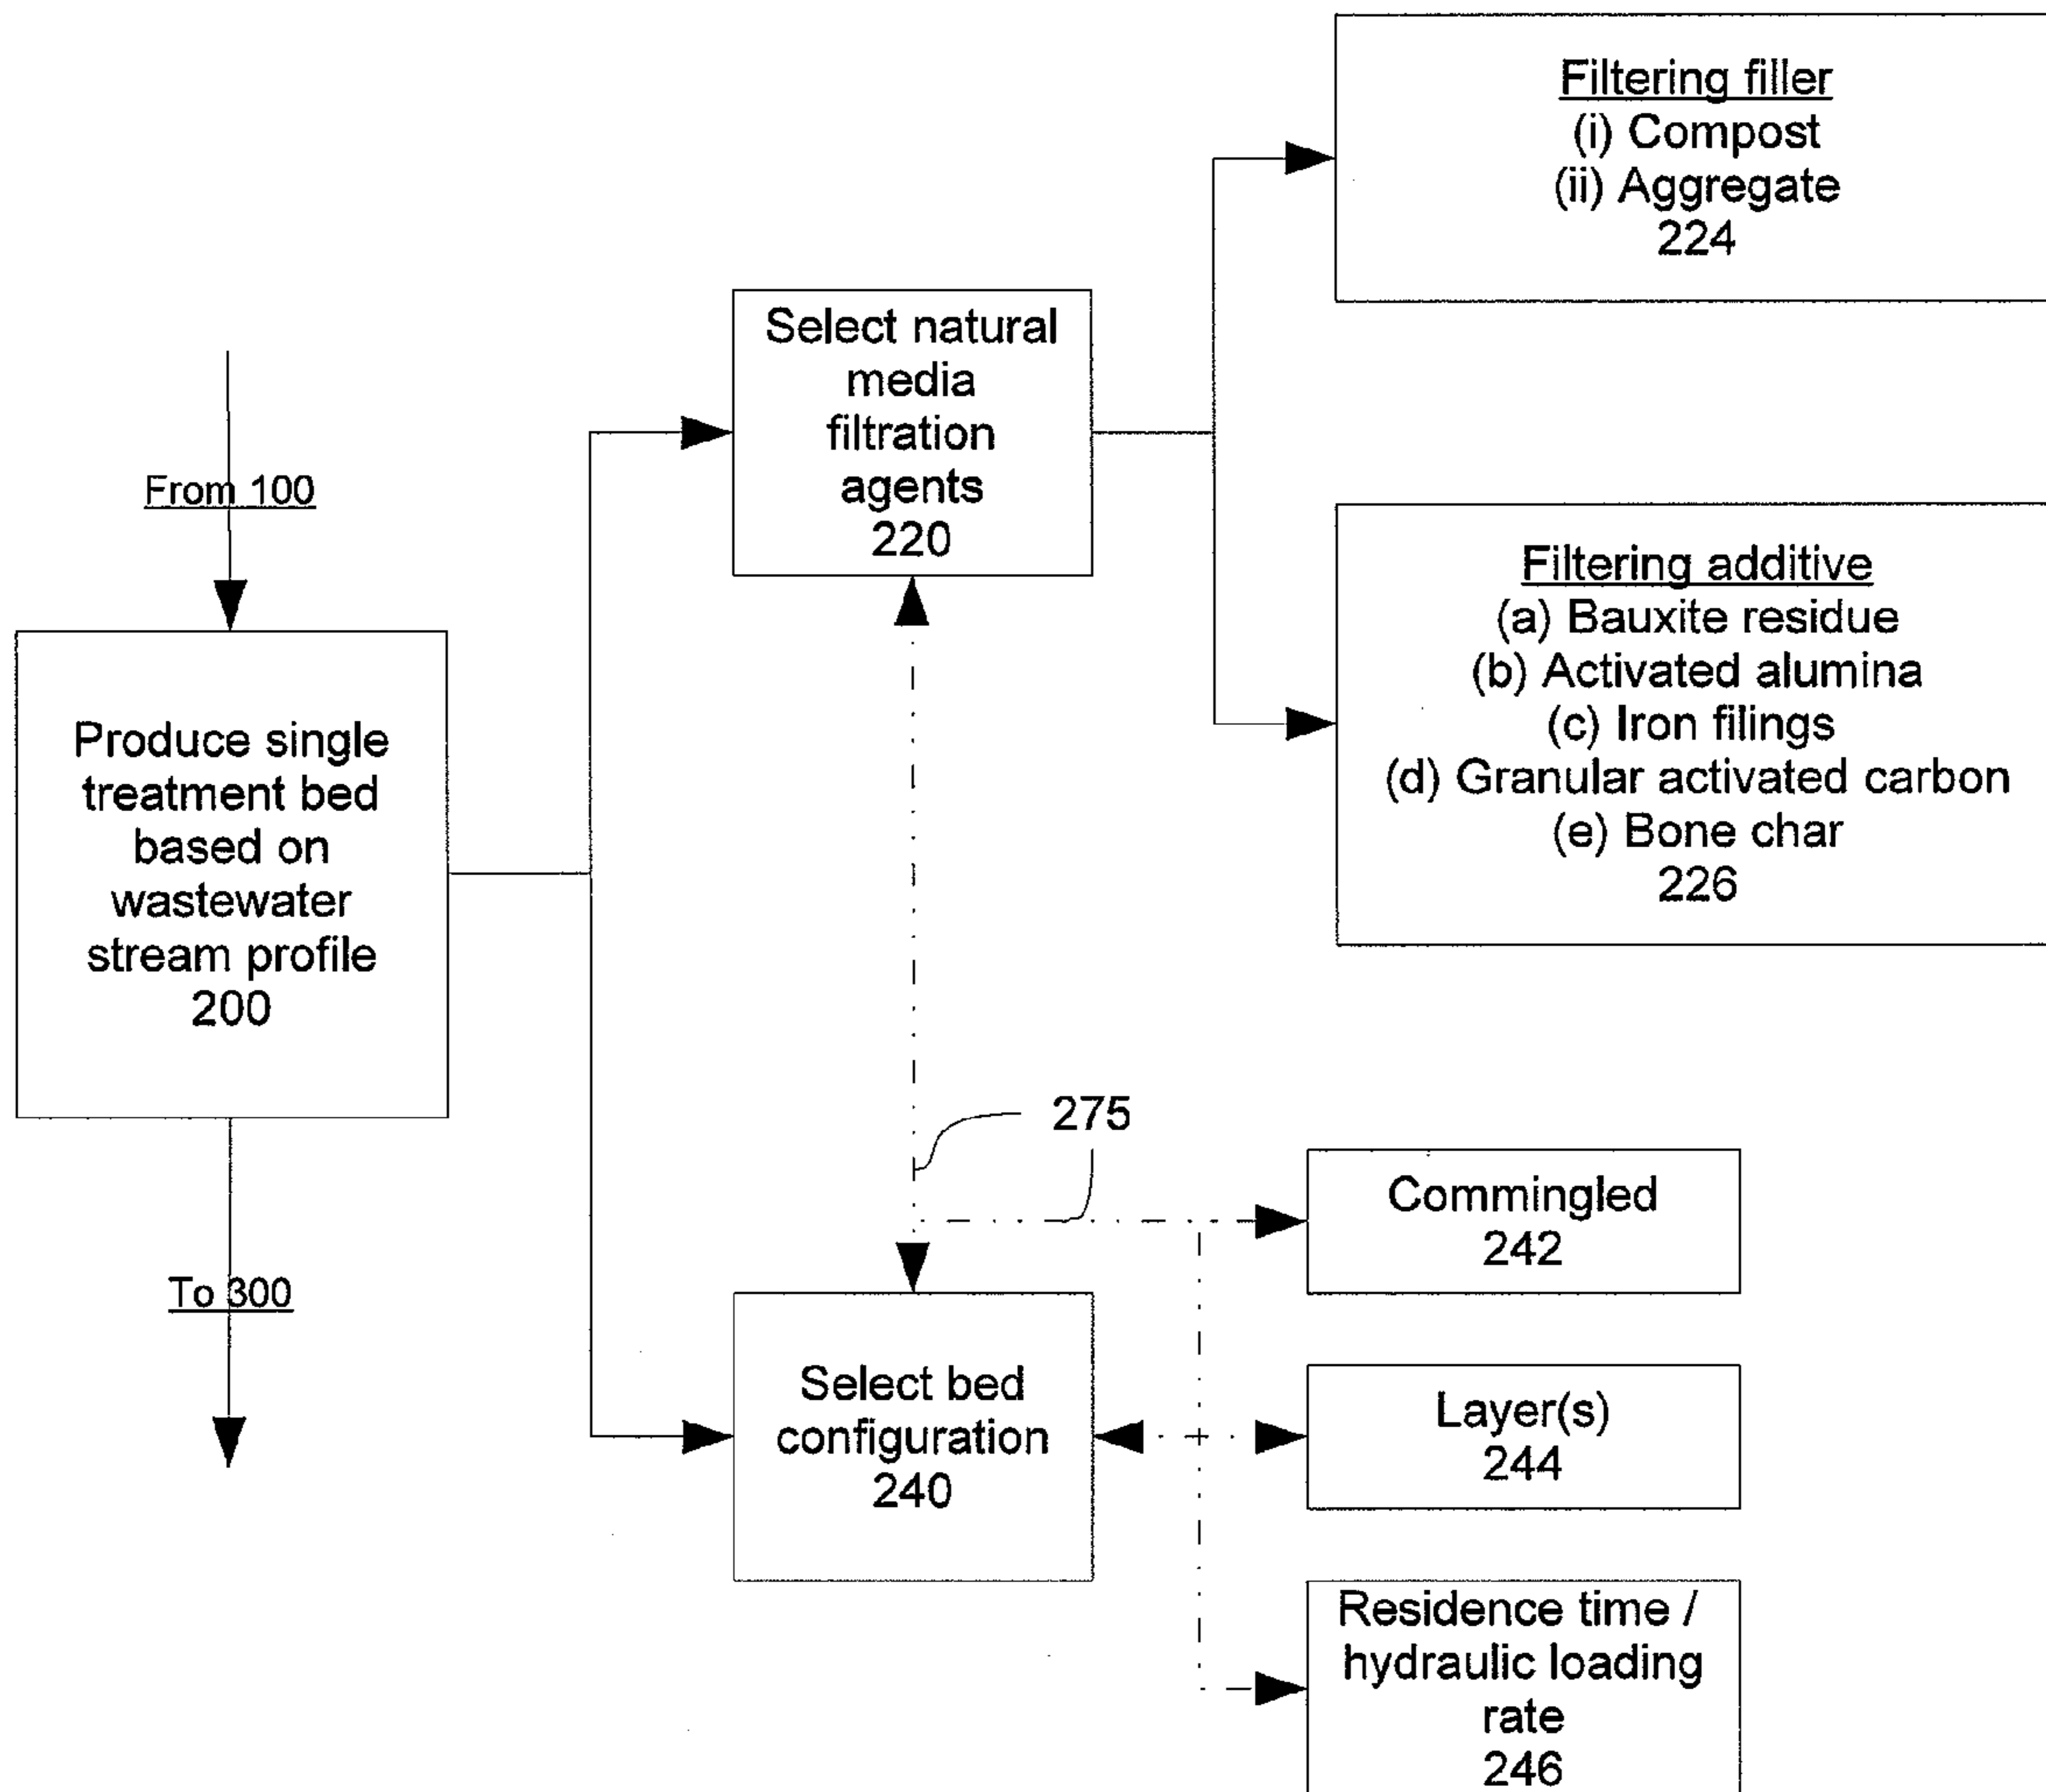 Filtering filler
(i) Compost
(ii) Aggregate
224
Select natural
media
filtration
agents
220
From 100
Filtering additive
(a) Bauxite residue
(b) Activated alumina
(c) Iron filings
(d) Granular activated carbon
(e) Bone char
226
Produce single
treatment bed
based on
wastewater
stream profile
200
275
Commingled
242
To 300
Select bed
configuration
240
Layer(s)
244
Residence time /
hydraulic loading
rate
246